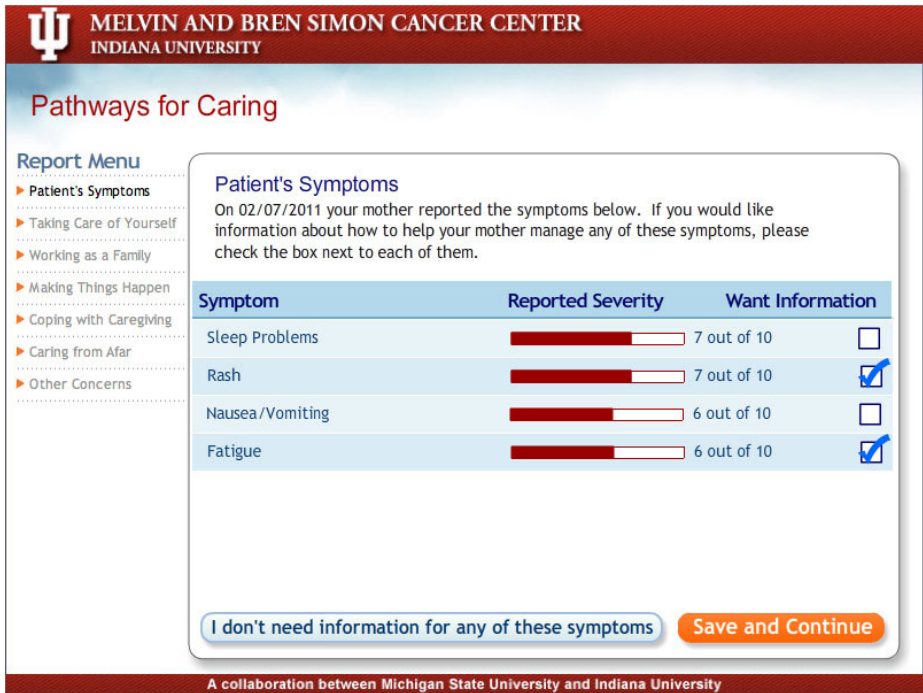 MELVIN AND BREN SIMON CANCER CENTER
INDIANA UNIVERSITY
Pathways for Caring
Report Menu
Patient's Symptoms
Taking Care of Yourself
Working as a Family
Making Things Happen
Coping with Caregiving
Caring from Afar
Other Concerns
Patient's Symptoms
On 02/07/2011 your mother reported the symptoms below. If you would like
information about how to help your mother manage any of these symptoms, please
check the box next to each of them.
Symptom Reported Severity Want Information
Sleep Problems 7 out of 10
Rash 7 out of 10
Nausea/Vomiting 6 out of 10
Fatigue 6 out of 10
I don't need information for any of these symptoms Save and Continue
A collaboration between Michigan State University and Indiana University